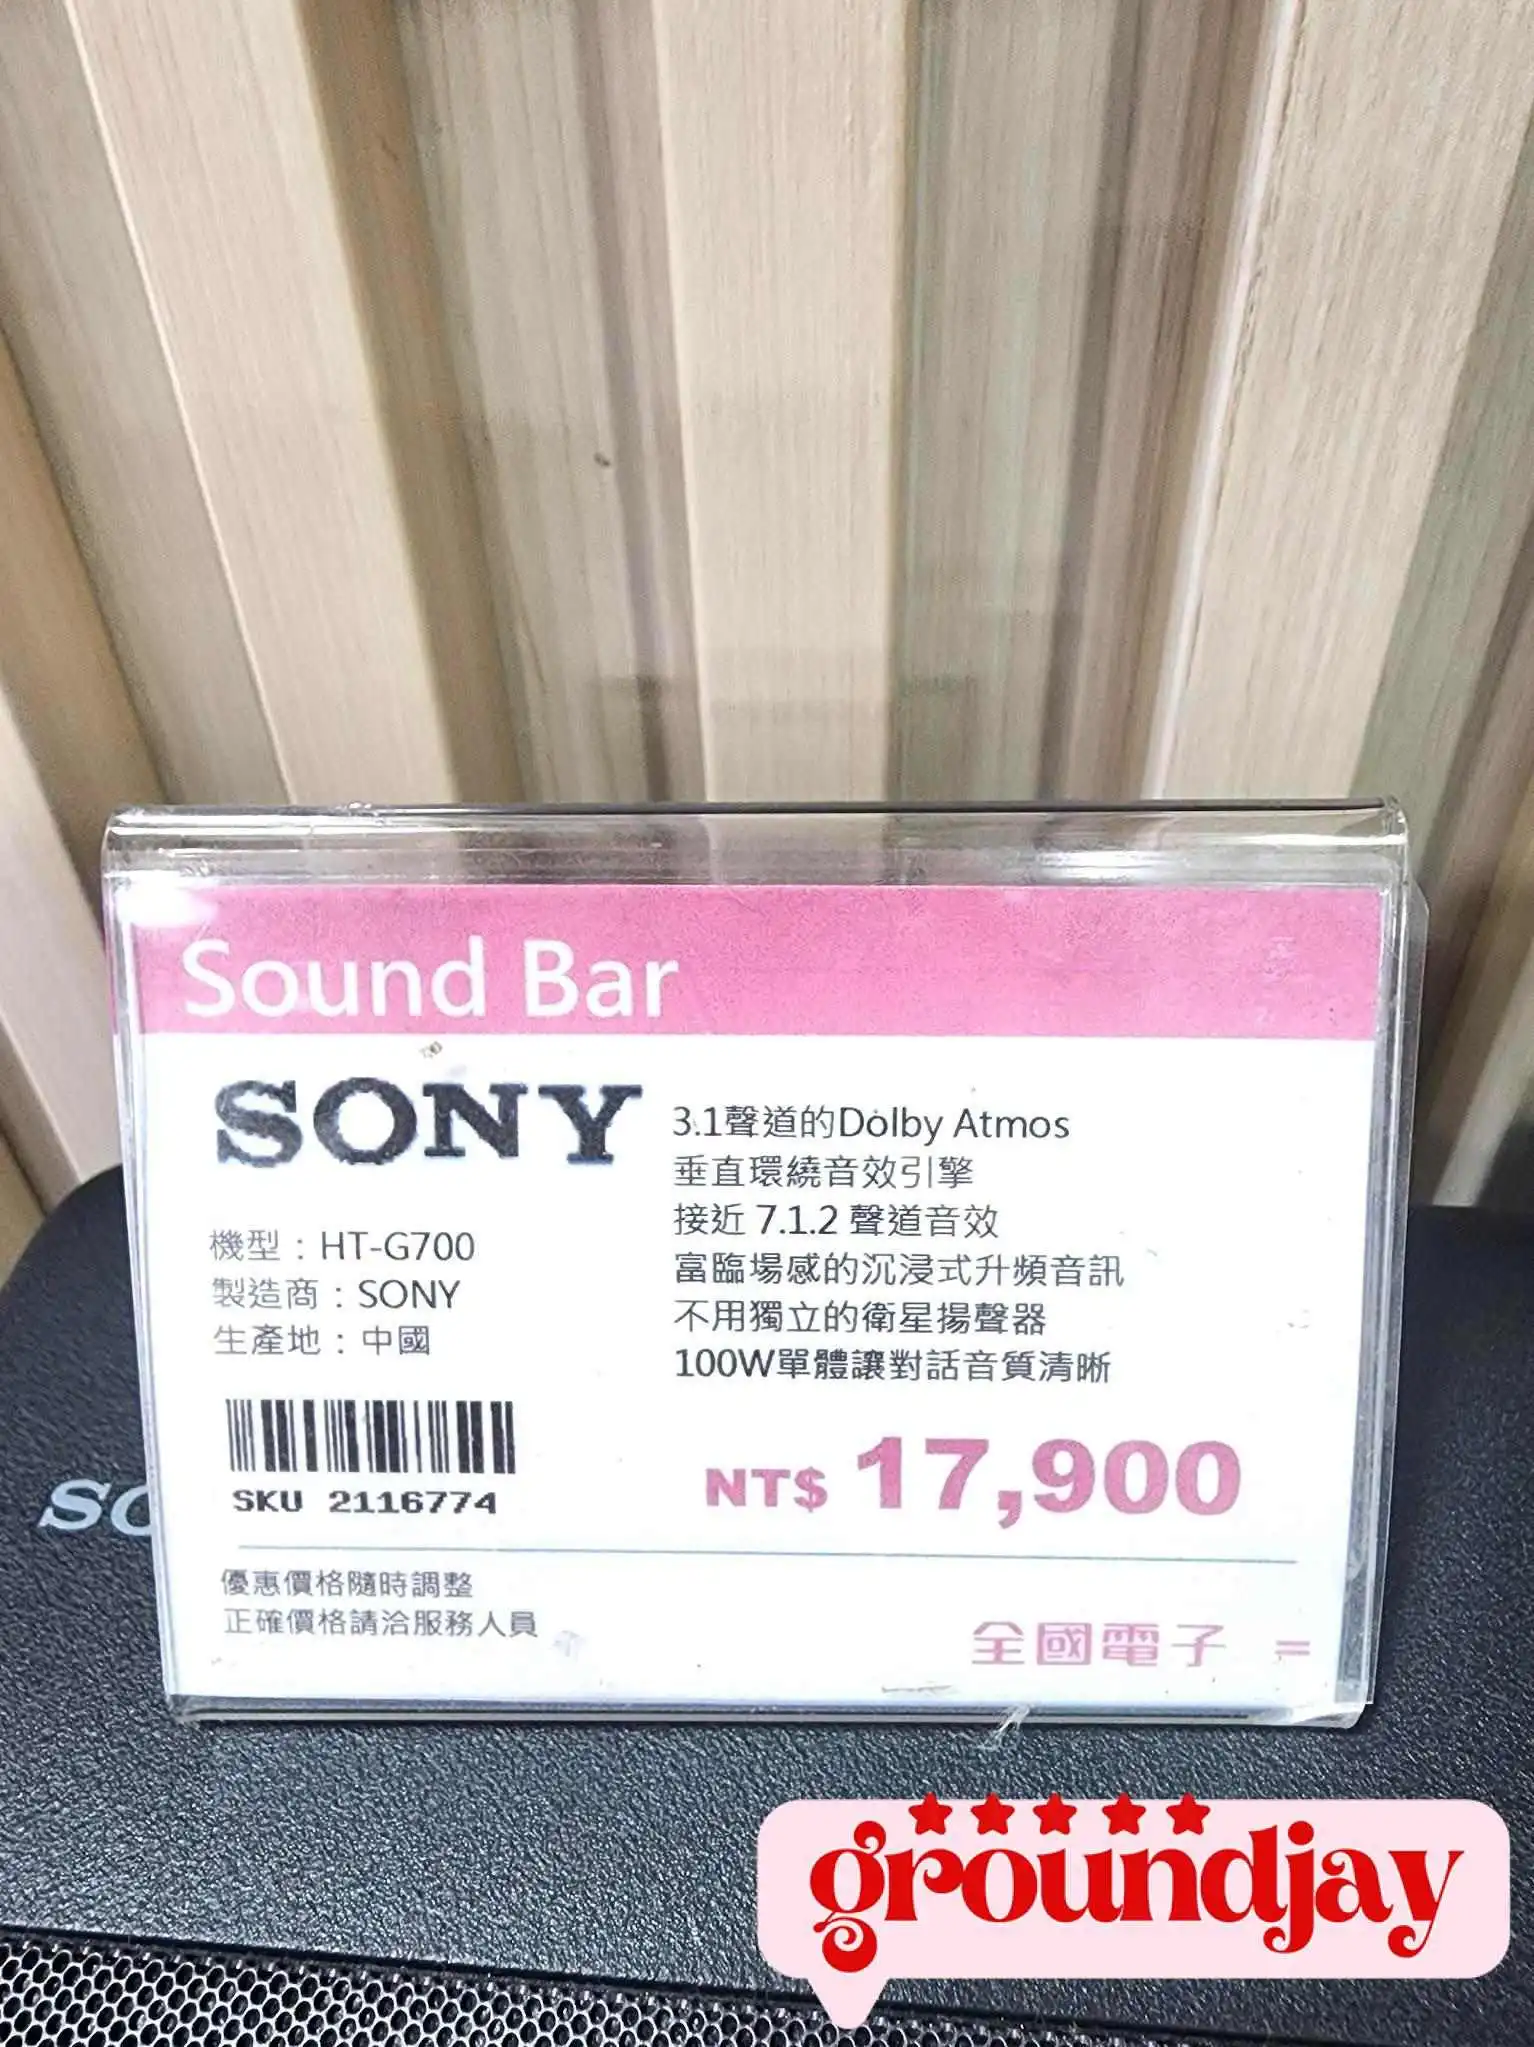 Sound Bar
SONY
機型：HT-G700
製造商：SONY
生產地：中國
SKU 2116774
3.1聲道的Dolby Atmos
垂直環繞音效引擎
接近 7.1.2 聲道音效
富臨場感的沉浸式升頻音訊
不用獨立的衛星揚聲器
100W單體讓對話音質清晰
NT$ 17,900
優惠價格隨時調整
正確價格請洽服務人員
全國電子
groundjay